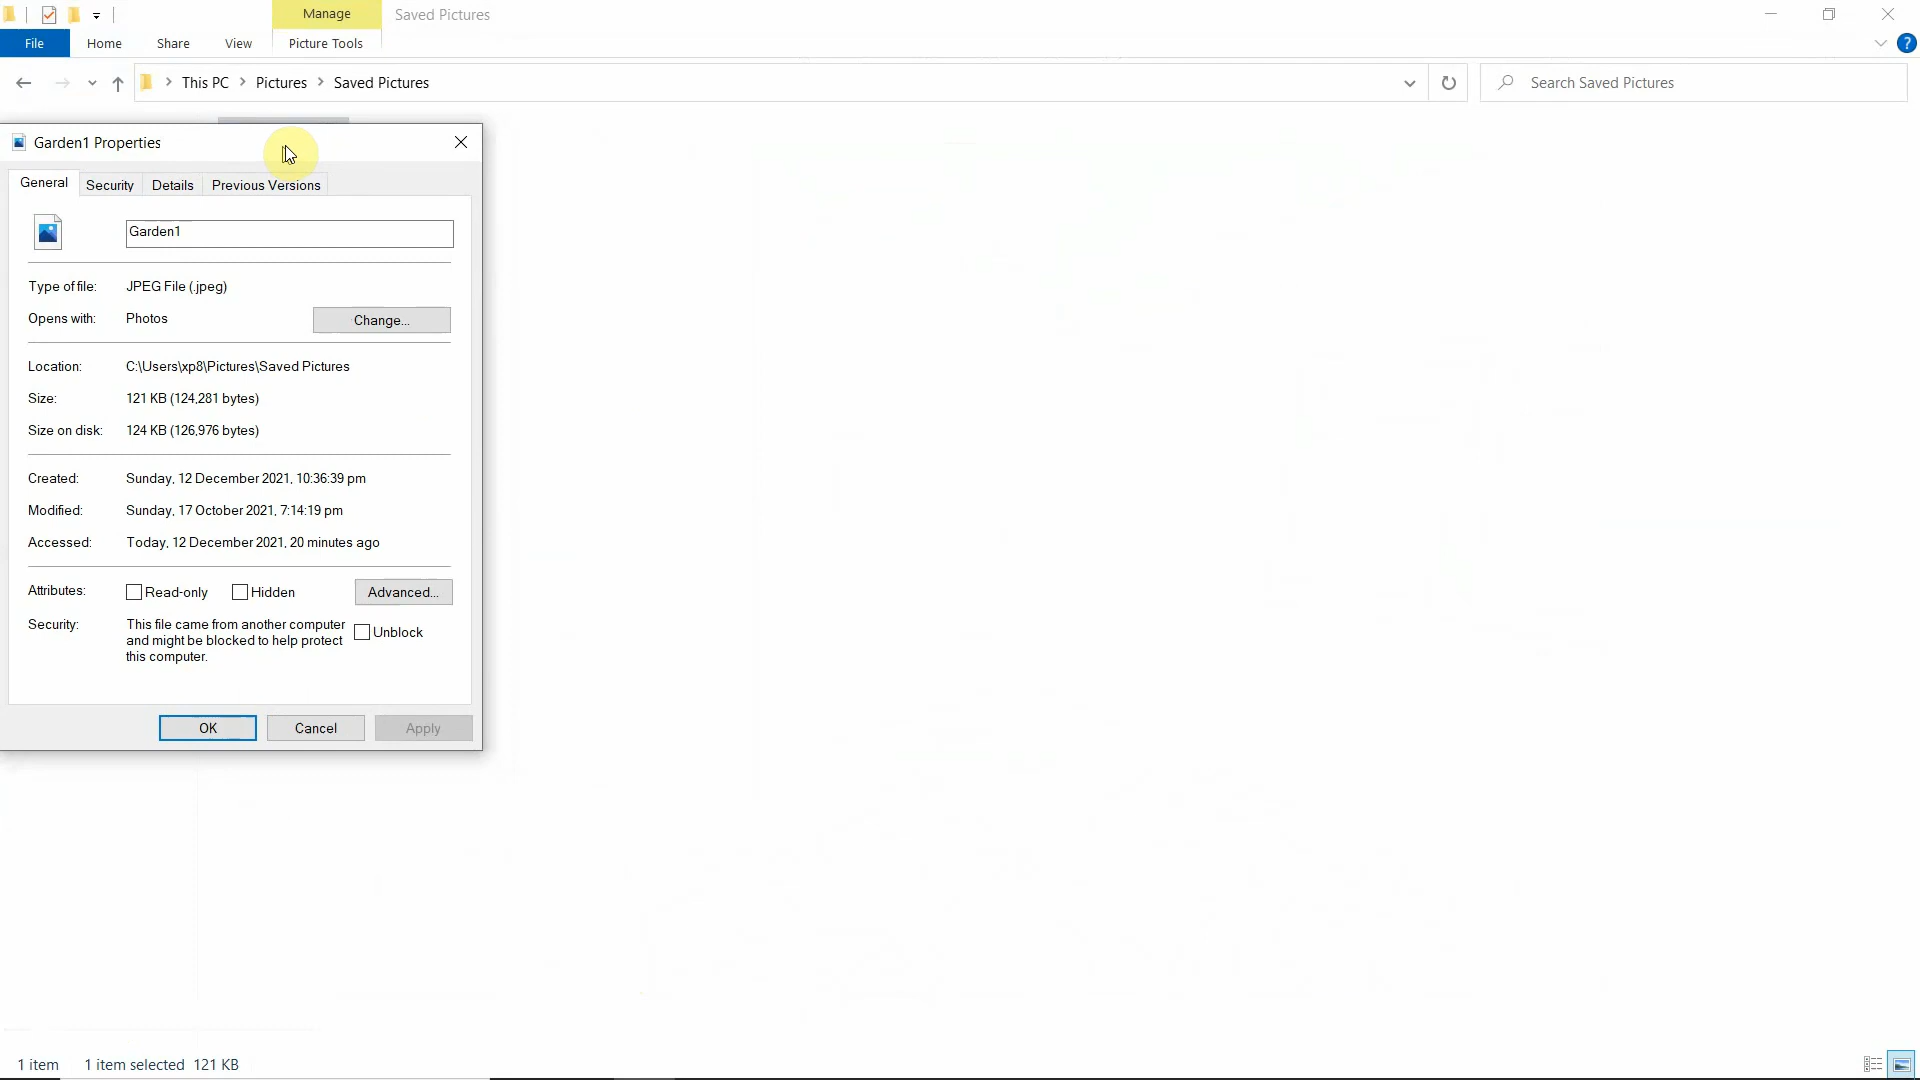 Manage
Saved Pictures
File
Home
Share
View
Picture Tools
?
This PC
Pictures
Saved Pictures
Search Saved Pictures
Garden1 Properties
General
Security
Details
Previous Versions
Garden1
Type of file: JPEG File (.jpeg)
Opens with: Photos
Change...
Location: C:\Users\xp8\Pictures\Saved Pictures
Size: 121 KB (124,281 bytes)
Size on disk: 124 KB (126,976 bytes)
Created: Sunday, 12 December 2021, 10:36:39 pm
Modified: Sunday, 17 October 2021, 7:14:19 pm
Accessed: Today, 12 December 2021, 20 minutes ago
Attributes: Read-only Hidden Advanced...
Security: This file came from another computer
and might be blocked to help protect
this computer.
Unblock
OK
Cancel
Apply
1 item 1 item selected 121 KB